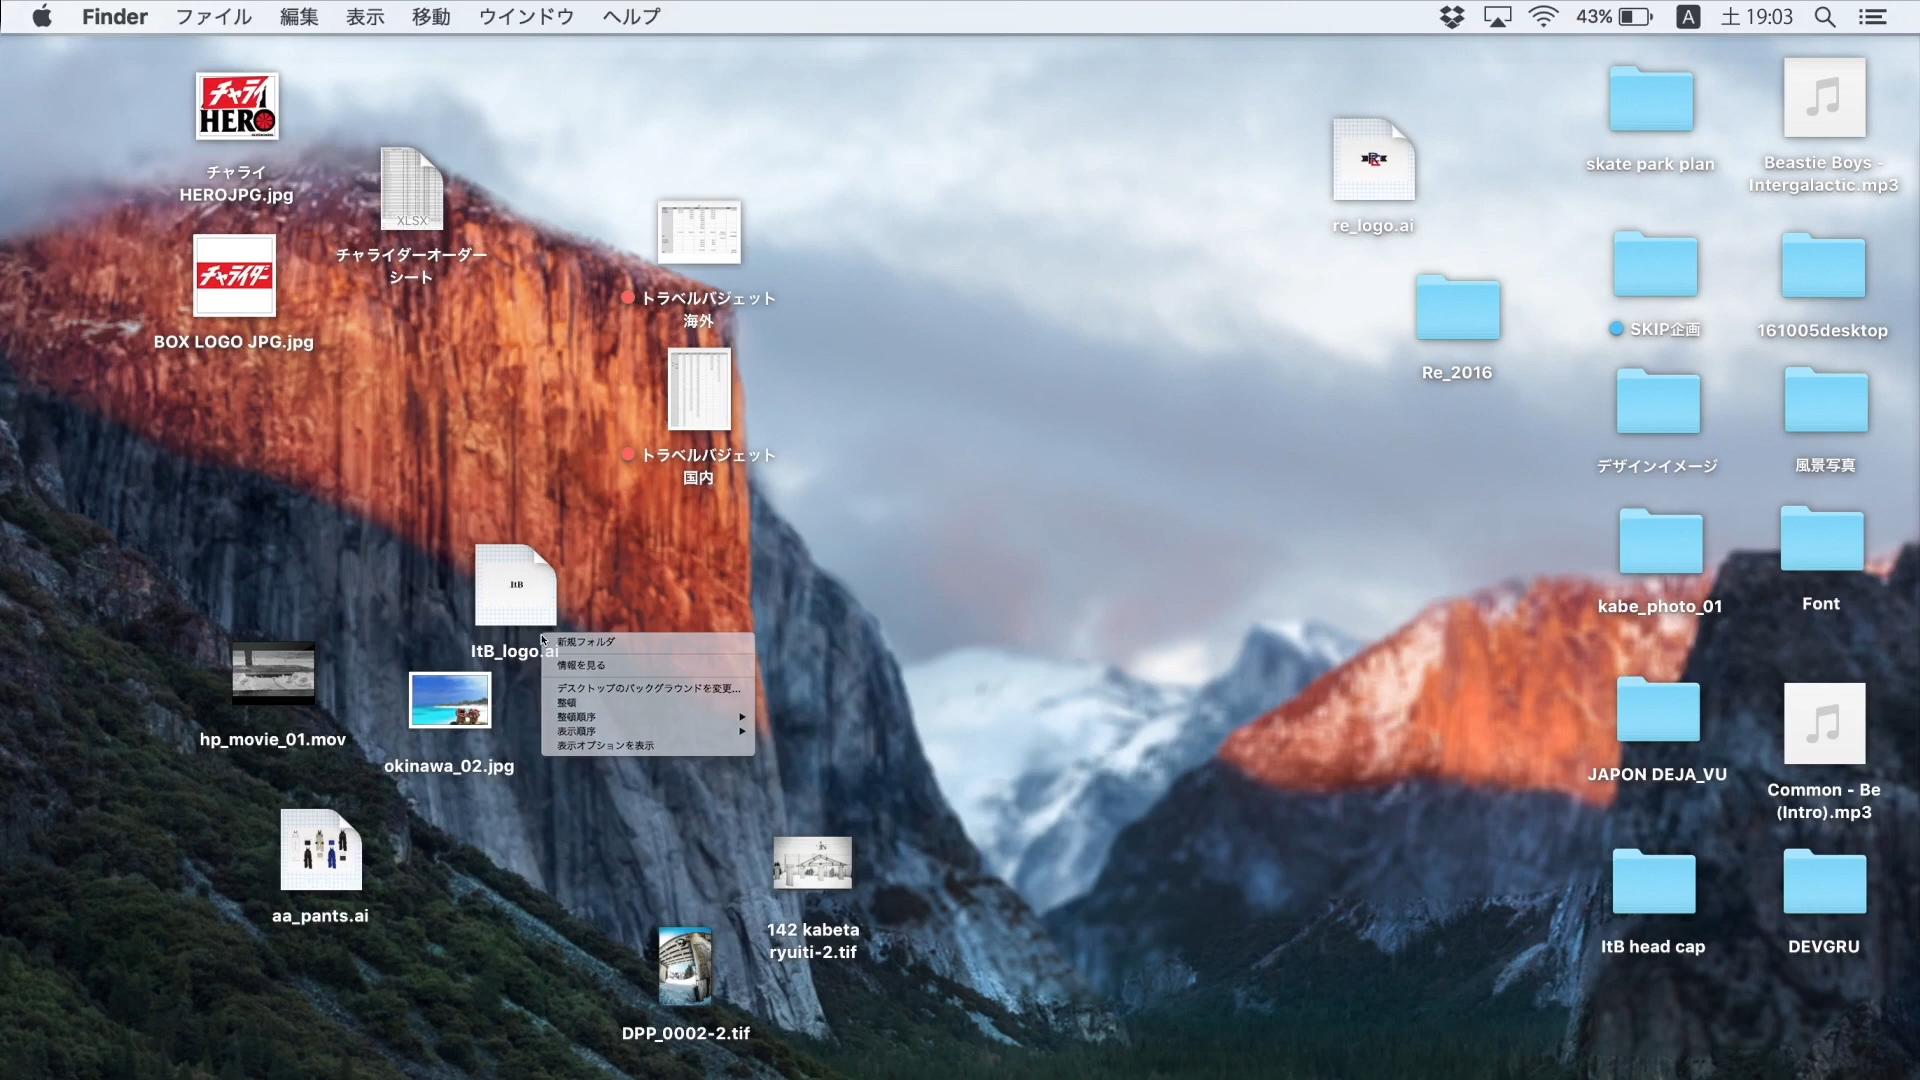 Finder ファイル 編集 表示 移動 ウインドウ ヘルプ 43% A 土 19:03
チャライ
HERO
チャライ
HEROJPG.jpg
XLSX
チャライダーオーダー
シート
チャライダー
BOX LOGO JPG.jpg
トラベルバジェット
海外
トラベルバジェット
国内
re_logo.ai
Re_2016
skate park plan
Beastie Boys -
Intergalactic.mp3
SKIP企画
161005desktop
デザインイメージ
風景写真
kabe_photo_01
Font
JAPON DEJA_VU
Common - Be
(Intro).mp3
ItB head cap
DEVGRU
ItB
ItB_logo.ai
新規フォルダ
情報を見る
デスクトップのバックグラウンドを変更...
整頓
整頓順序
表示順序
表示オプションを表示
hp_movie_01.mov
okinawa_02.jpg
aa_pants.ai
142 kabeta
ryuiti-2.tif
DPP_0002-2.tif